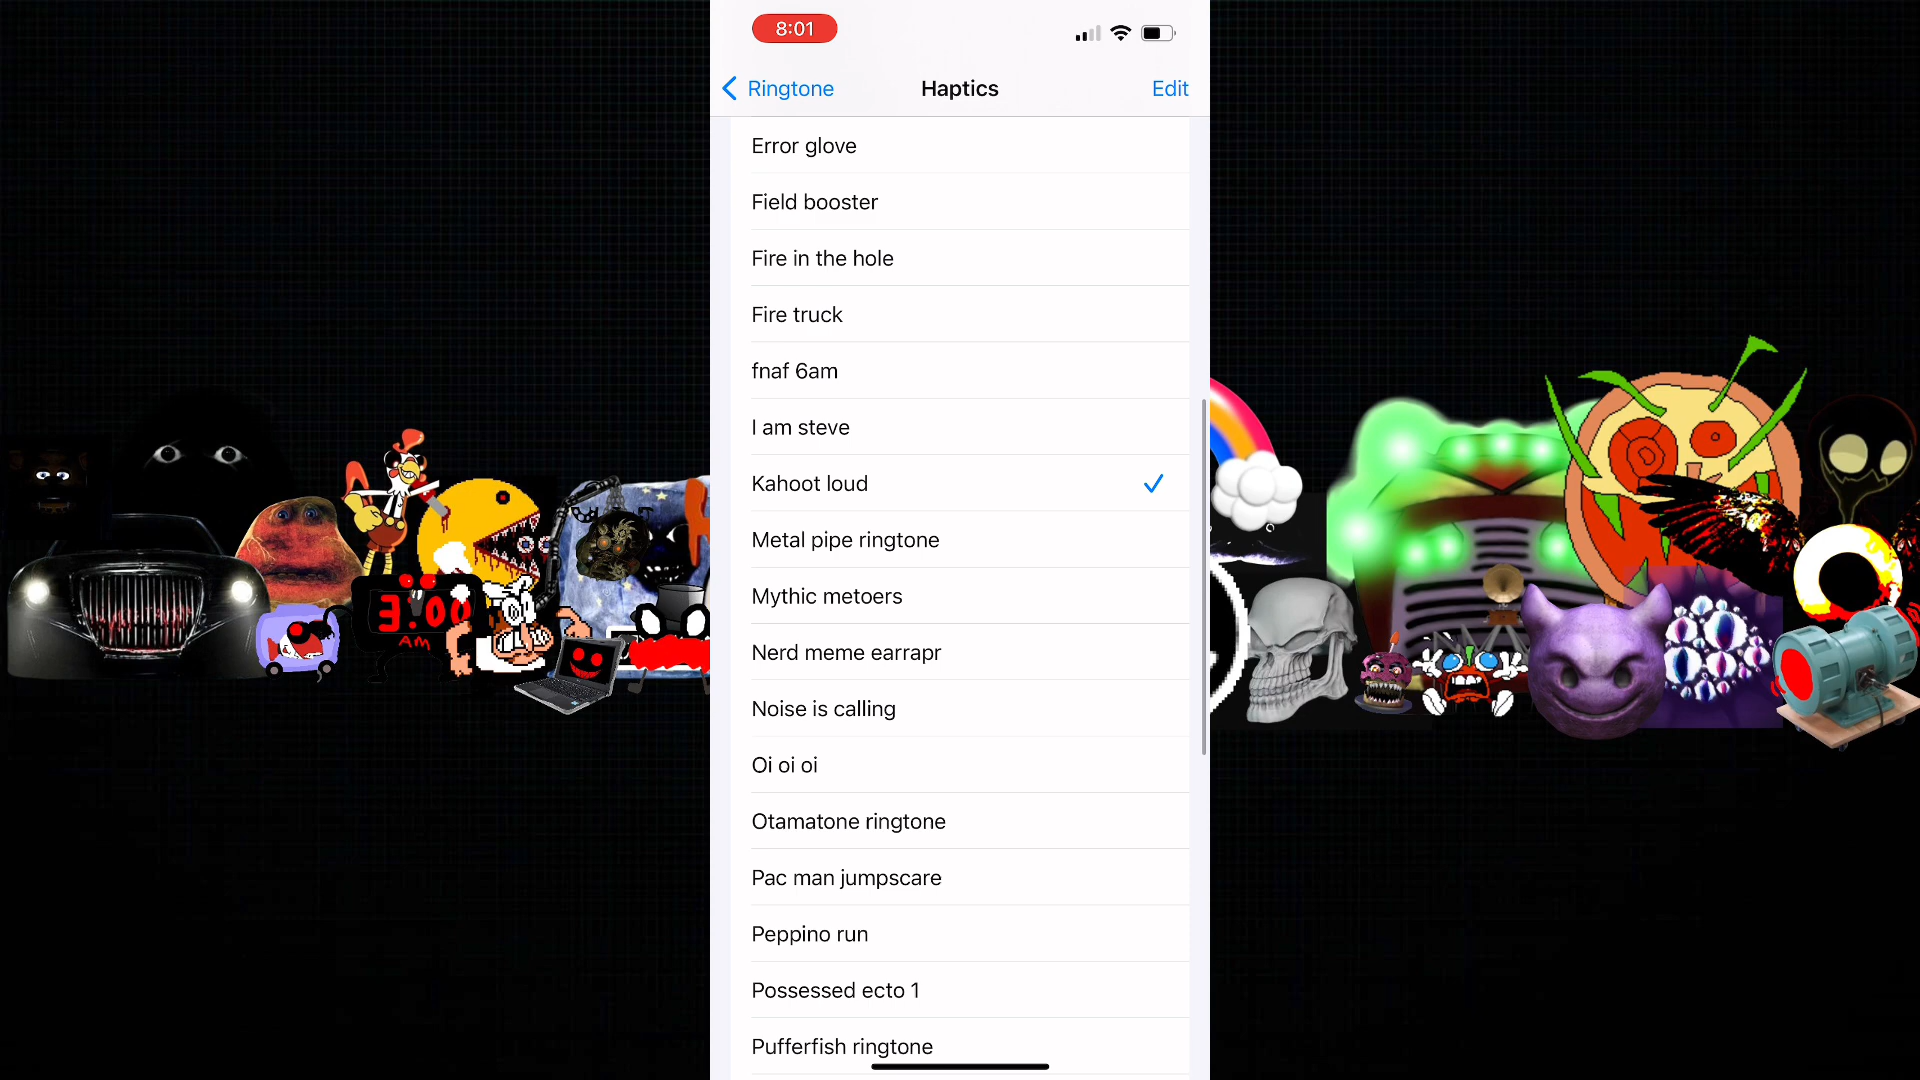 8:01
Ringtone
Haptics
Edit
Error glove
Field booster
Fire in the hole
Fire truck
fnaf 6am
I am steve
Kahoot loud
Metal pipe ringtone
Mythic metoers
Nerd meme earrapr
Noise is calling
Oi oi oi
Otamatone ringtone
Pac man jumpscare
Peppino run
Possessed ecto 1
Pufferfish ringtone
3:00
AM